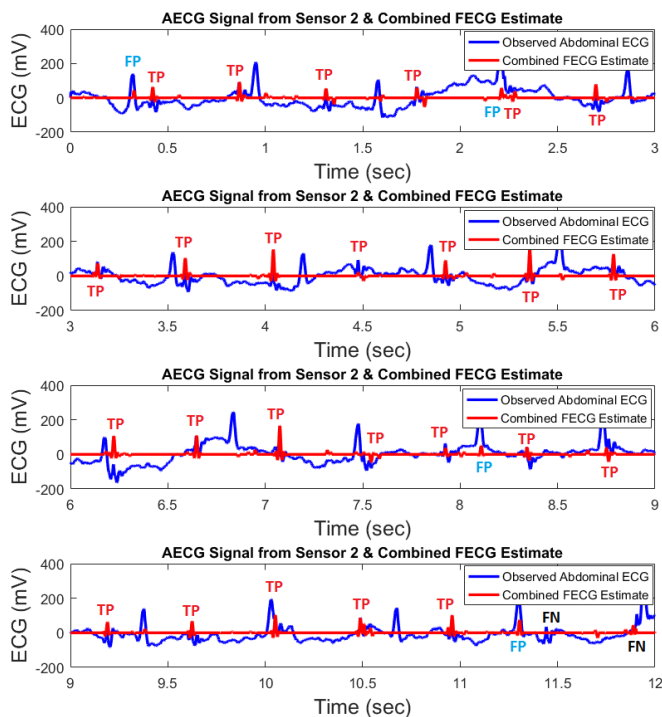 AECG Signal from Sensor 2 & Combined FECG Estimate
400
200
0
-200
ECG (mV)
FP
TP
TP
TP
TP
FP
TP
TP
Observed Abdominal ECG
Combined FECG Estimate
0
0.5
1
1.5
2
2.5
3
Time (sec)
AECG Signal from Sensor 2 & Combined FECG Estimate
400
200
0
-200
ECG (mV)
TP
TP
TP
TP
TP
TP
TP
Observed Abdominal ECG
Combined FECG Estimate
3
3.5
4
4.5
5
5.5
6
Time (sec)
AECG Signal from Sensor 2 & Combined FECG Estimate
400
200
0
-200
ECG (mV)
TP
TP
TP
TP
TP
FP
TP
TP
Observed Abdominal ECG
Combined FECG Estimate
6
6.5
7
7.5
8
8.5
9
Time (sec)
AECG Signal from Sensor 2 & Combined FECG Estimate
400
200
0
-200
ECG (mV)
TP
TP
TP
TP
TP
FP
FN
FN
Observed Abdominal ECG
Combined FECG Estimate
9
9.5
10
10.5
11
11.5
12
Time (sec)